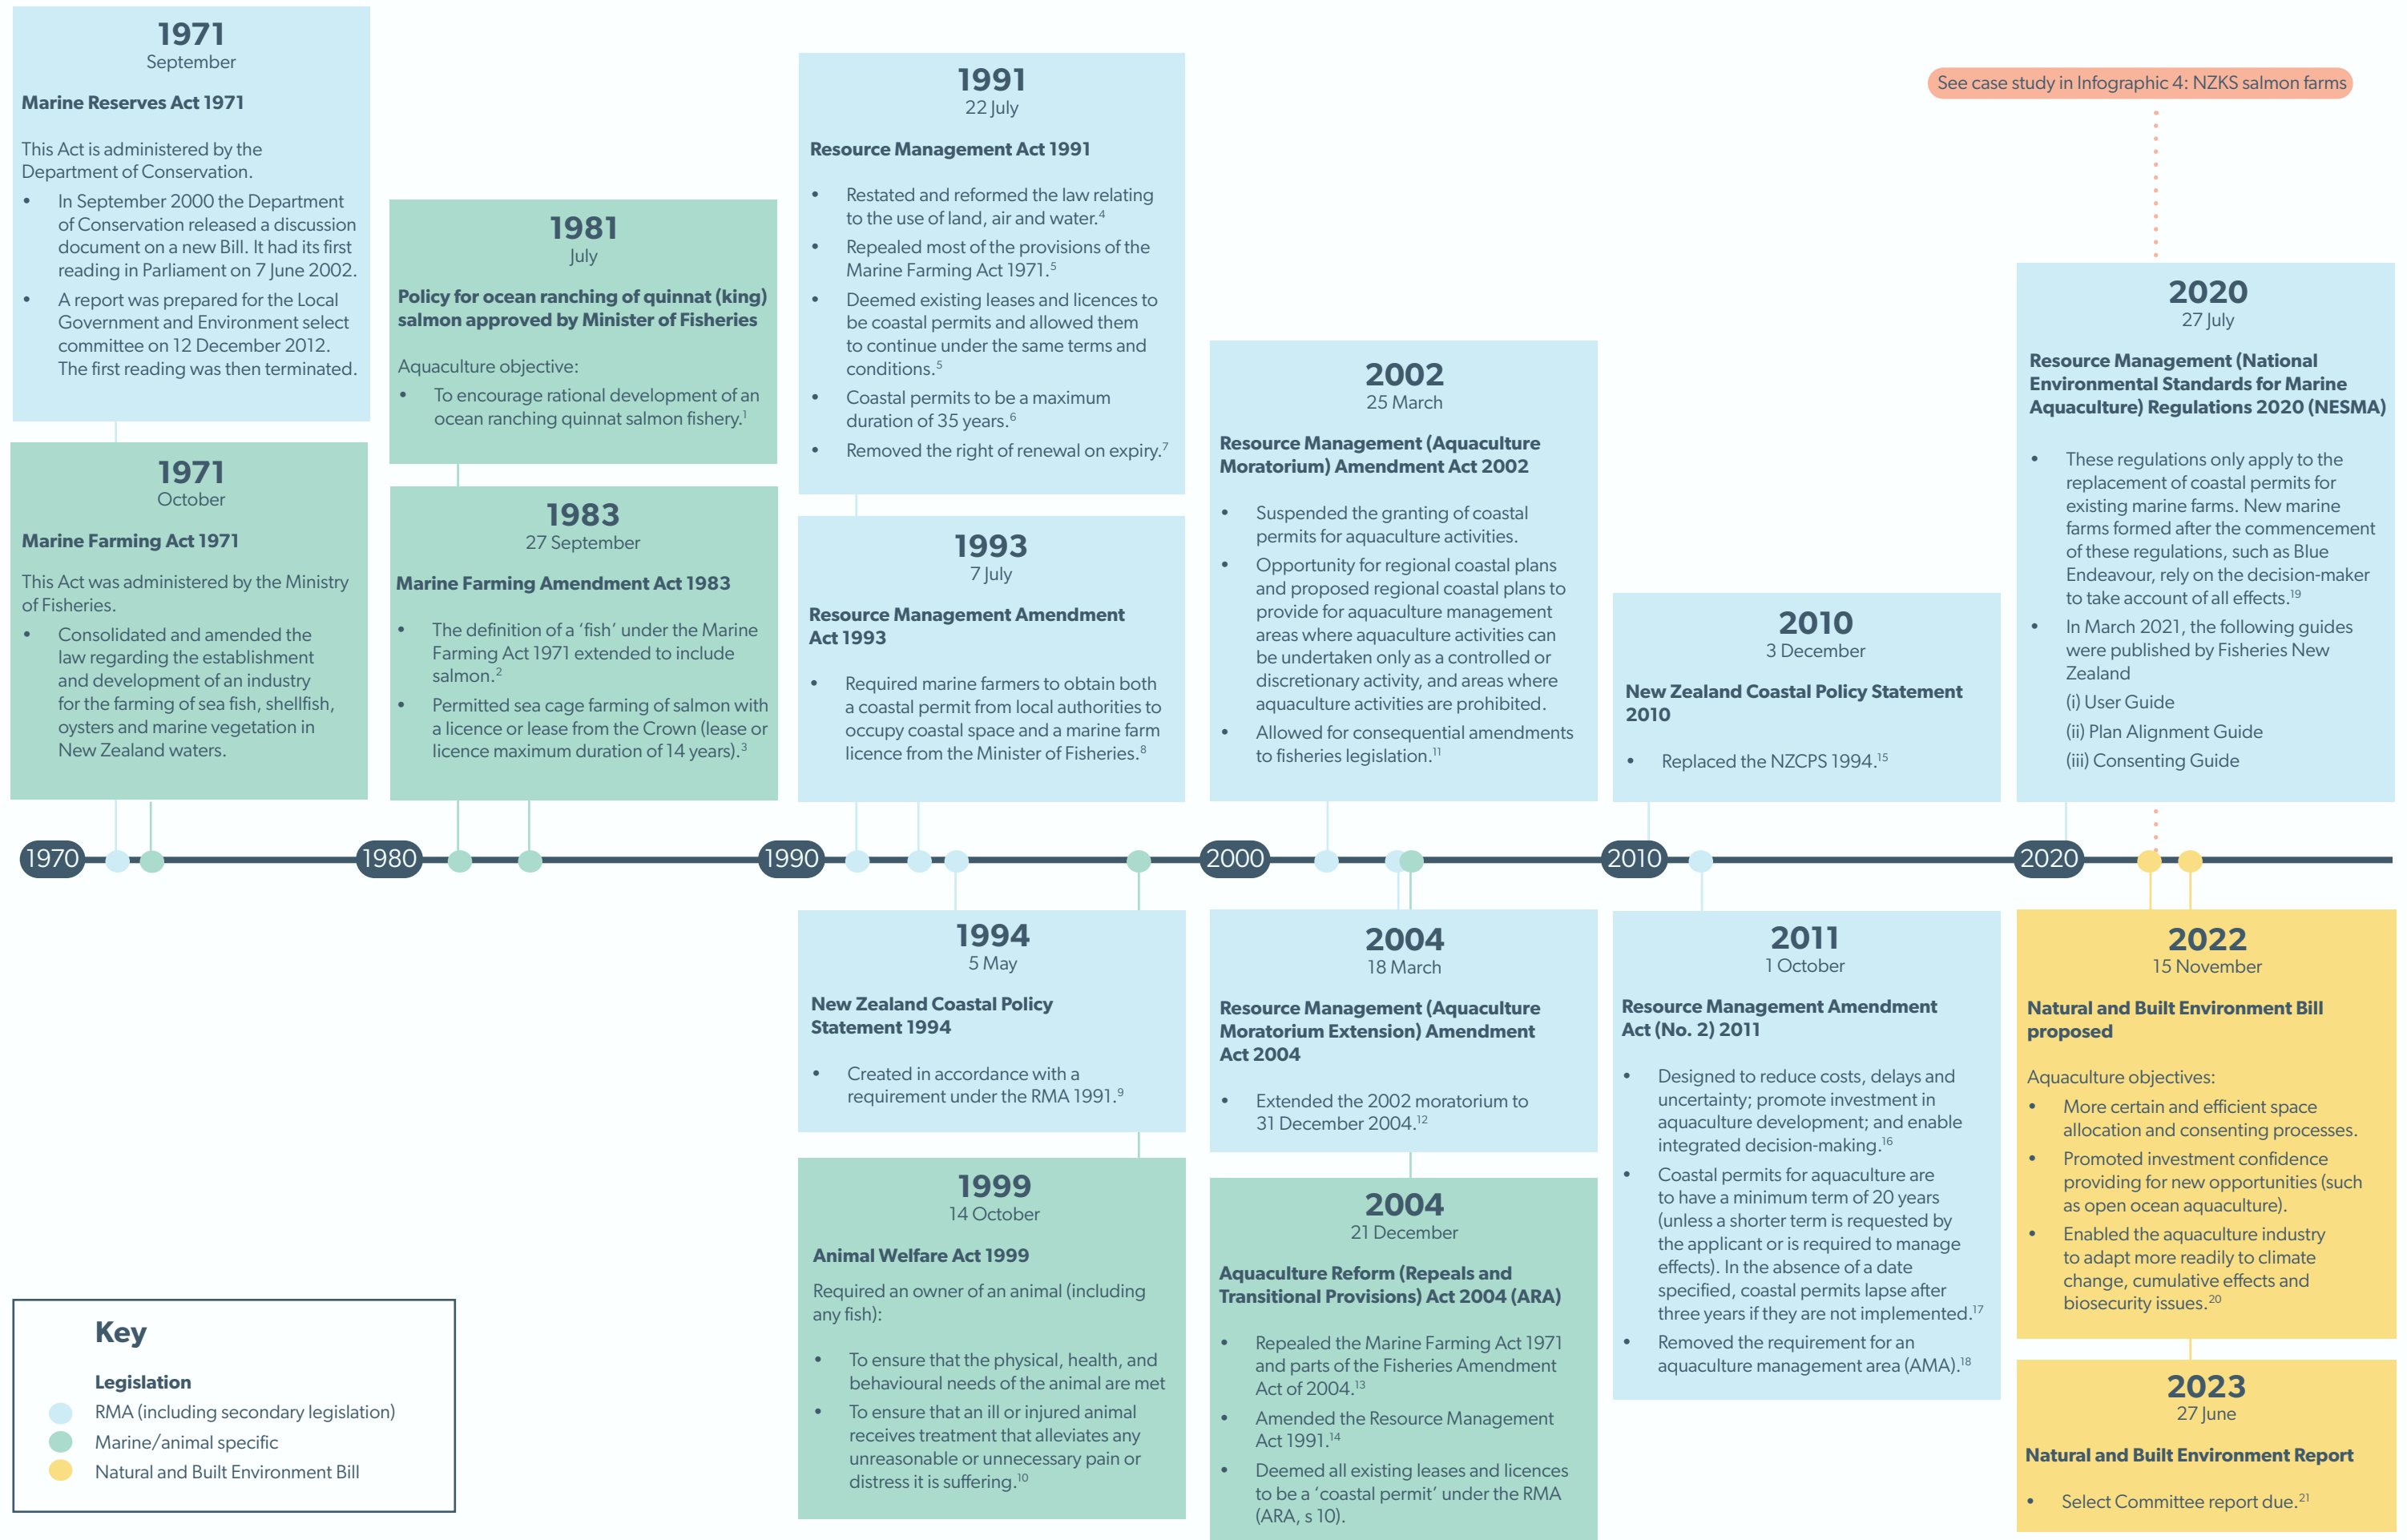 1971
September
Marine Reserves Act 1971
This Act is administered by the
Department of Conservation.
• In September 2000 the Department
of Conservation released a discussion
document on a new Bill. It had its first
reading in Parliament on 7 June 2002.
• A report was prepared for the Local
Government and Environment select
committee on 12 December 2012.
The first reading was then terminated.
1971
October
Marine Farming Act 1971
This Act was administered by the Ministry
of Fisheries.
• Consolidated and amended the
law regarding the establishment
and development of an industry
for the farming of sea fish, shellfish,
oysters and marine vegetation in
New Zealand waters.
1981
July
Policy for ocean ranching of quinnat (king)
salmon approved by Minister of Fisheries
Aquaculture objective:
• To encourage rational development of an
ocean ranching quinnat salmon fishery.1
1983
27 September
Marine Farming Amendment Act 1983
• The definition of a ‘fish’ under the Marine
Farming Act 1971 extended to include
salmon.2
• Permitted sea cage farming of salmon with
a licence or lease from the Crown (lease or
licence maximum duration of 14 years).3
1991
22 July
Resource Management Act 1991
• Restated and reformed the law relating
to the use of land, air and water.4
• Repealed most of the provisions of the
Marine Farming Act 1971.5
• Deemed existing leases and licences to
be coastal permits and allowed them
to continue under the same terms and
conditions.5
• Coastal permits to be a maximum
duration of 35 years.6
• Removed the right of renewal on expiry.7
1993
7 July
Resource Management Amendment
Act 1993
• Required marine farmers to obtain both
a coastal permit from local authorities to
occupy coastal space and a marine farm
licence from the Minister of Fisheries.8
2002
25 March
Resource Management (Aquaculture
Moratorium) Amendment Act 2002
• Suspended the granting of coastal
permits for aquaculture activities.
• Opportunity for regional coastal plans
and proposed regional coastal plans to
provide for aquaculture management
areas where aquaculture activities can
be undertaken only as a controlled or
discretionary activity, and areas where
aquaculture activities are prohibited.
• Allowed for consequential amendments
to fisheries legislation.11
2010
3 December
New Zealand Coastal Policy Statement
2010
• Replaced the NZCPS 1994.15
See case study in Infographic 4: NZKS salmon farms
2020
27 July
Resource Management (National
Environmental Standards for Marine
Aquaculture) Regulations 2020 (NESMA)
• These regulations only apply to the
replacement of coastal permits for
existing marine farms. New marine
farms formed after the commencement
of these regulations, such as Blue
Endeavour, rely on the decision-maker
to take account of all effects.19
• In March 2021, the following guides
were published by Fisheries New
Zealand
(i) User Guide
(ii) Plan Alignment Guide
(iii) Consenting Guide
1970
1980
1990
2000
2010
2020
1994
5 May
New Zealand Coastal Policy
Statement 1994
• Created in accordance with a
requirement under the RMA 1991.9
1999
14 October
Animal Welfare Act 1999
Required an owner of an animal (including
any fish):
• To ensure that the physical, health, and
behavioural needs of the animal are met
• To ensure that an ill or injured animal
receives treatment that alleviates any
unreasonable or unnecessary pain or
distress it is suffering.10
2004
18 March
Resource Management (Aquaculture
Moratorium Extension) Amendment
Act 2004
• Extended the 2002 moratorium to
31 December 2004.12
2004
21 December
Aquaculture Reform (Repeals and
Transitional Provisions) Act 2004 (ARA)
• Repealed the Marine Farming Act 1971
and parts of the Fisheries Amendment
Act of 2004.13
• Amended the Resource Management
Act 1991.14
• Deemed all existing leases and licences
to be a ‘coastal permit’ under the RMA
(ARA, s 10).
2011
1 October
Resource Management Amendment
Act (No. 2) 2011
• Designed to reduce costs, delays and
uncertainty; promote investment in
aquaculture development; and enable
integrated decision-making.16
• Coastal permits for aquaculture are
to have a minimum term of 20 years
(unless a shorter term is requested by
the applicant or is required to manage
effects). In the absence of a date
specified, coastal permits lapse after
three years if they are not implemented.17
• Removed the requirement for an
aquaculture management area (AMA).18
2022
15 November
Natural and Built Environment Bill
proposed
Aquaculture objectives:
• More certain and efficient space
allocation and consenting processes.
• Promoted investment confidence
providing for new opportunities (such
as open ocean aquaculture).
• Enabled the aquaculture industry
to adapt more readily to climate
change, cumulative effects and
biosecurity issues.20
2023
27 June
Natural and Built Environment Report
• Select Committee report due.21
Key
Legislation
RMA (including secondary legislation)
Marine/animal specific
Natural and Built Environment Bill